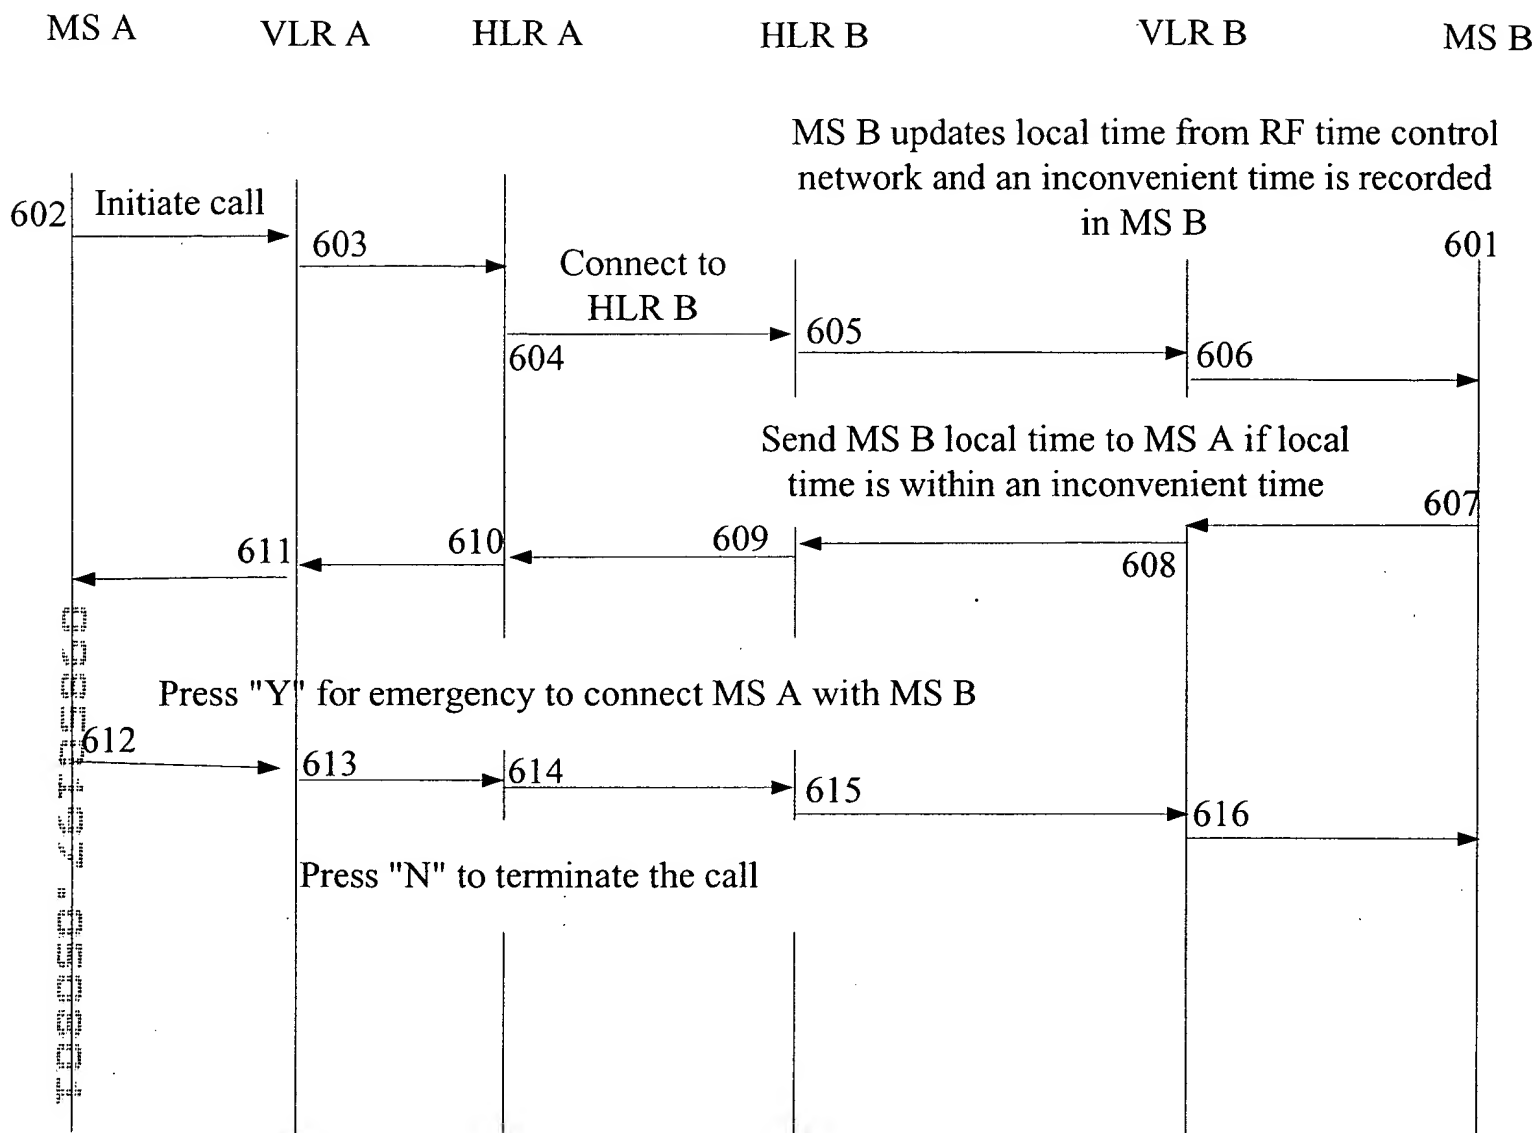 MS A VLR A HLR A HLR B VLR B MS B
MS B updates local time from RF time control
network and an inconvenient time is recorded
in MS B
601
602 Initiate call
603
Connect to
HLR B
604
605
606
Send MS B local time to MS A if local
time is within an inconvenient time
607
608
609
610
611
Press "Y" for emergency to connect MS A with MS B
612
613
614
615
616
Press "N" to terminate the call